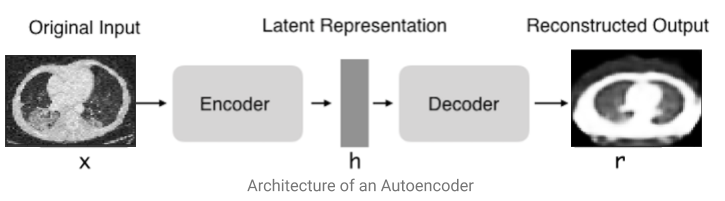 Original Input
Latent Representation
Reconstructed Output
Encoder
Decoder
x
h
r
Architecture of an Autoencoder